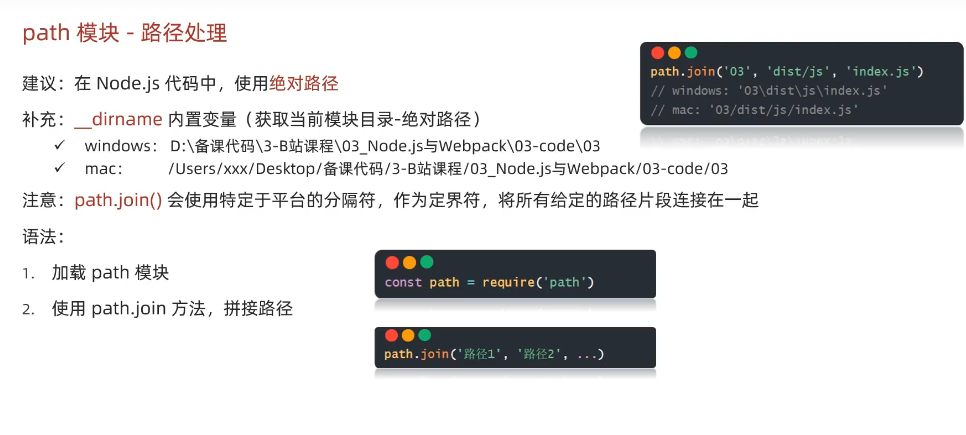 path 模块 - 路径处理
建议：在 Node.js 代码中，使用绝对路径
补充：__dirname 内置变量（获取当前模块目录-绝对路径）
✓ windows： D:\备课代码\3-B站课程\03_Node.js与Webpack\03-code\03
✓ mac： /Users/xxx/Desktop/备课代码/3-B站课程/03_Node.js与Webpack/03-code/03
注意：path.join() 会使用特定于平台的分隔符，作为定界符，将所有给定的路径片段连接在一起
语法：
1. 加载 path 模块
2. 使用 path.join 方法，拼接路径
path.join('03', 'dist/js', 'index.js')
// windows: '03\dist\js\index.js'
// mac: '03/dist/js/index.js'
const path = require('path')
path.join('路径1', '路径2', ...)